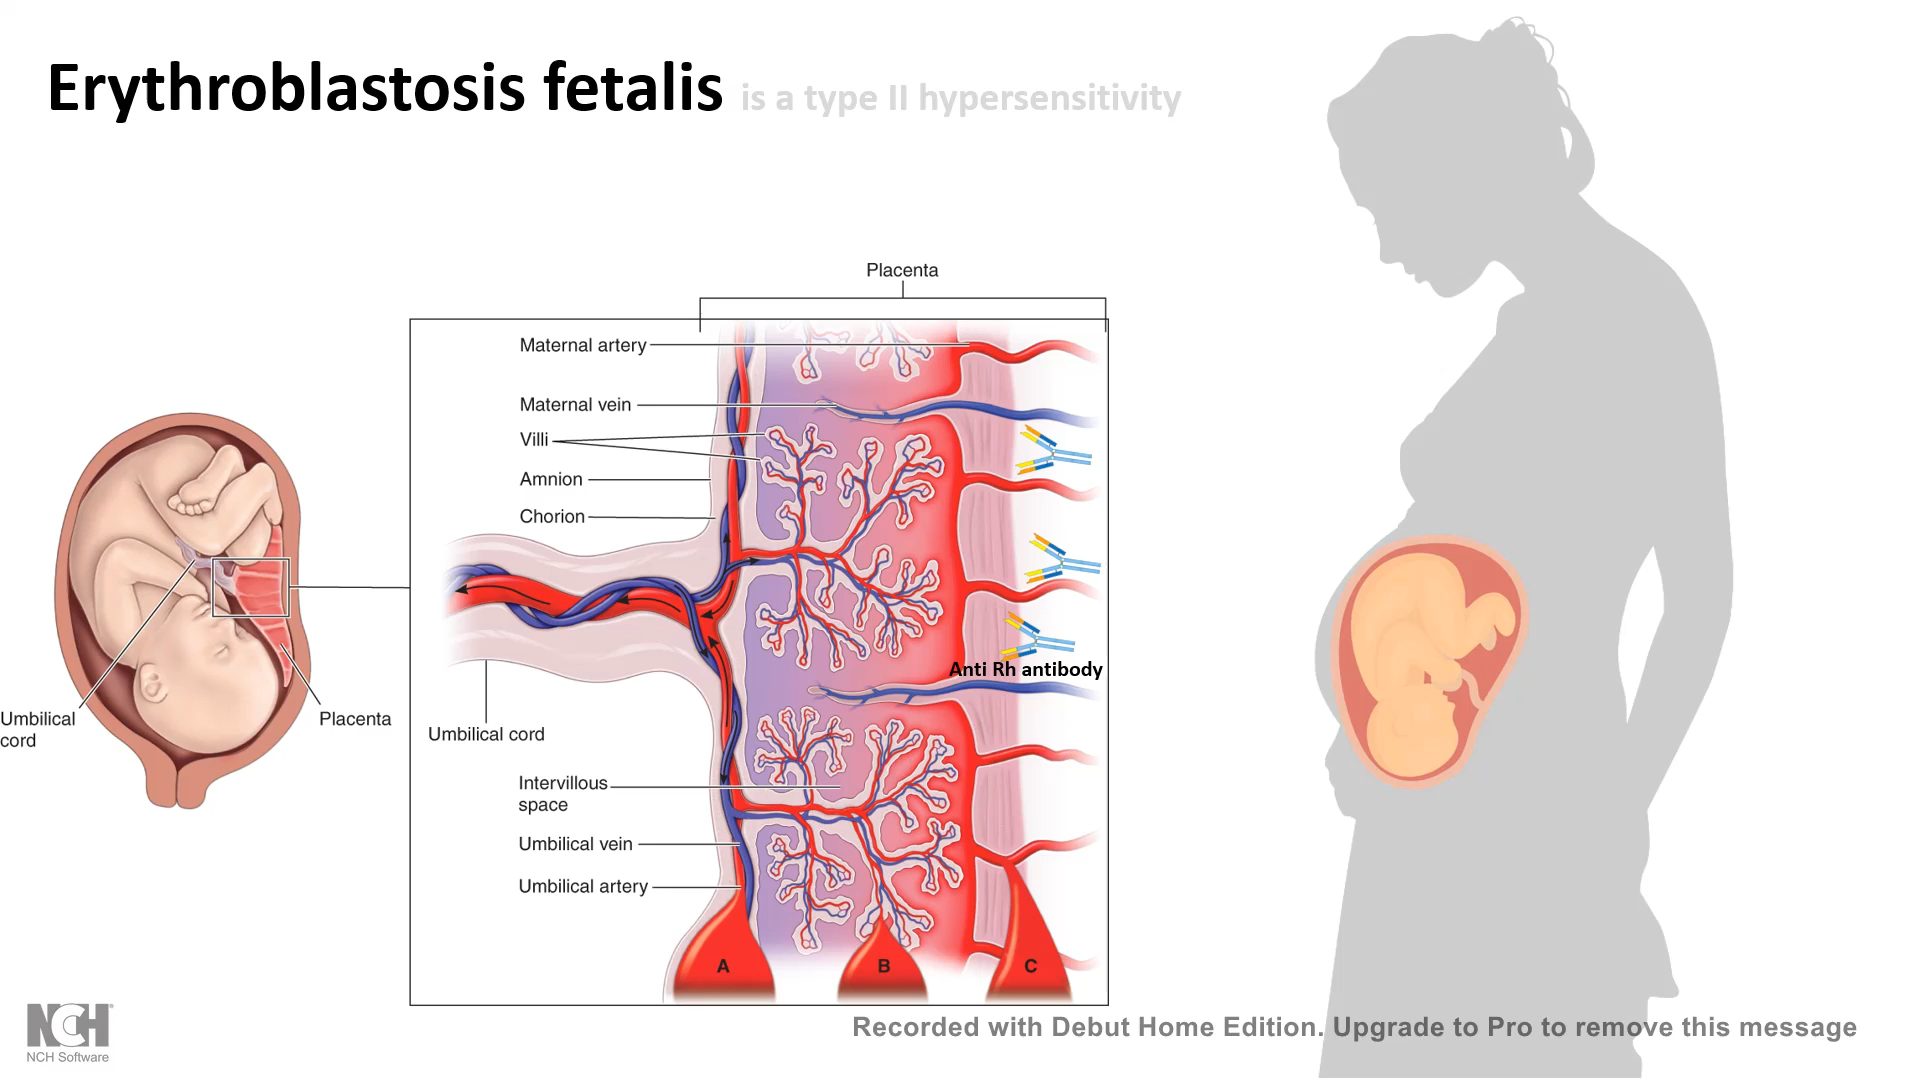 Erythroblastosis fetalis is a type II hypersensitivity
Placenta
Maternal artery
Maternal vein
Villi
Amnion
Chorion
Anti Rh antibody
Umbilical
cord
Placenta
Umbilical cord
Intervillous
space
Umbilical vein
Umbilical artery
A
B
C
NCH®
NCH Software
Recorded with Debut Home Edition. Upgrade to Pro to remove this message